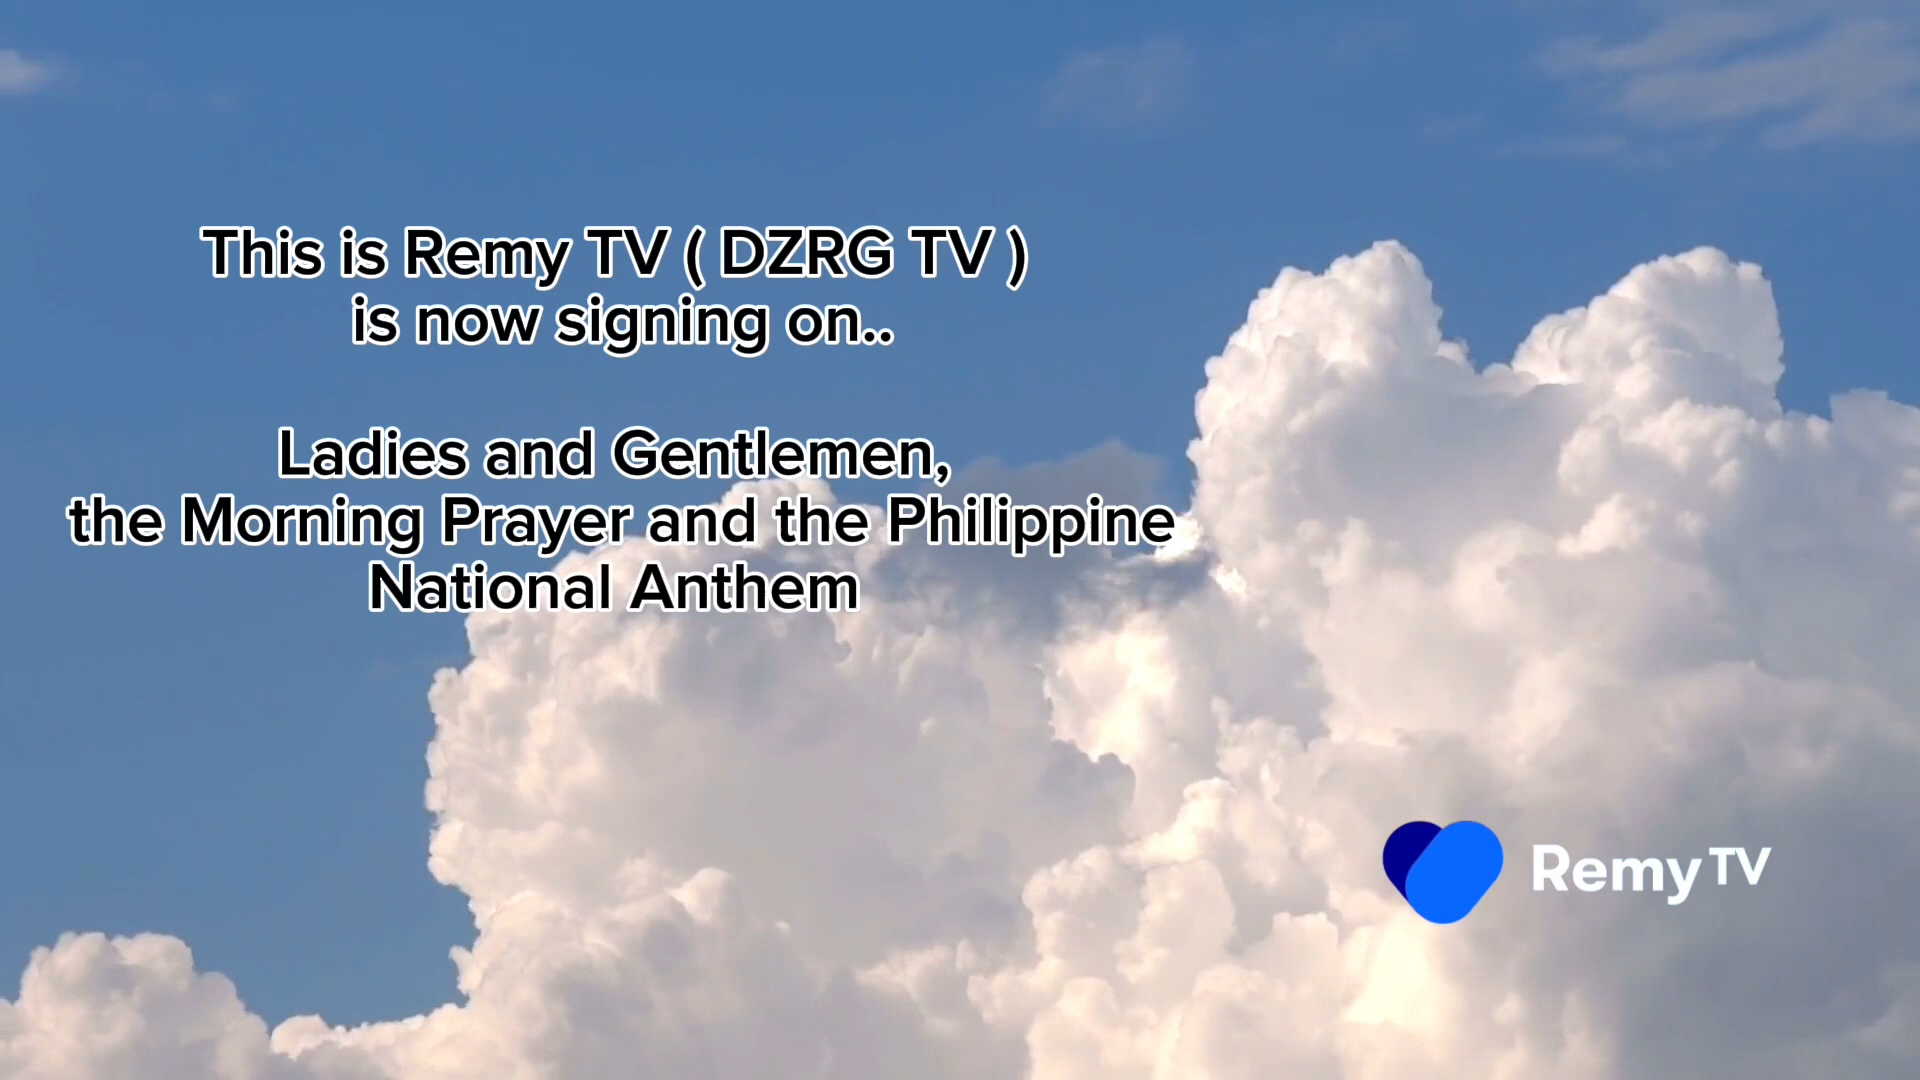 This is Remy TV ( DZRG TV )
is now signing on..
Ladies and Gentlemen,
the Morning Prayer and the Philippine
National Anthem
Remy TV